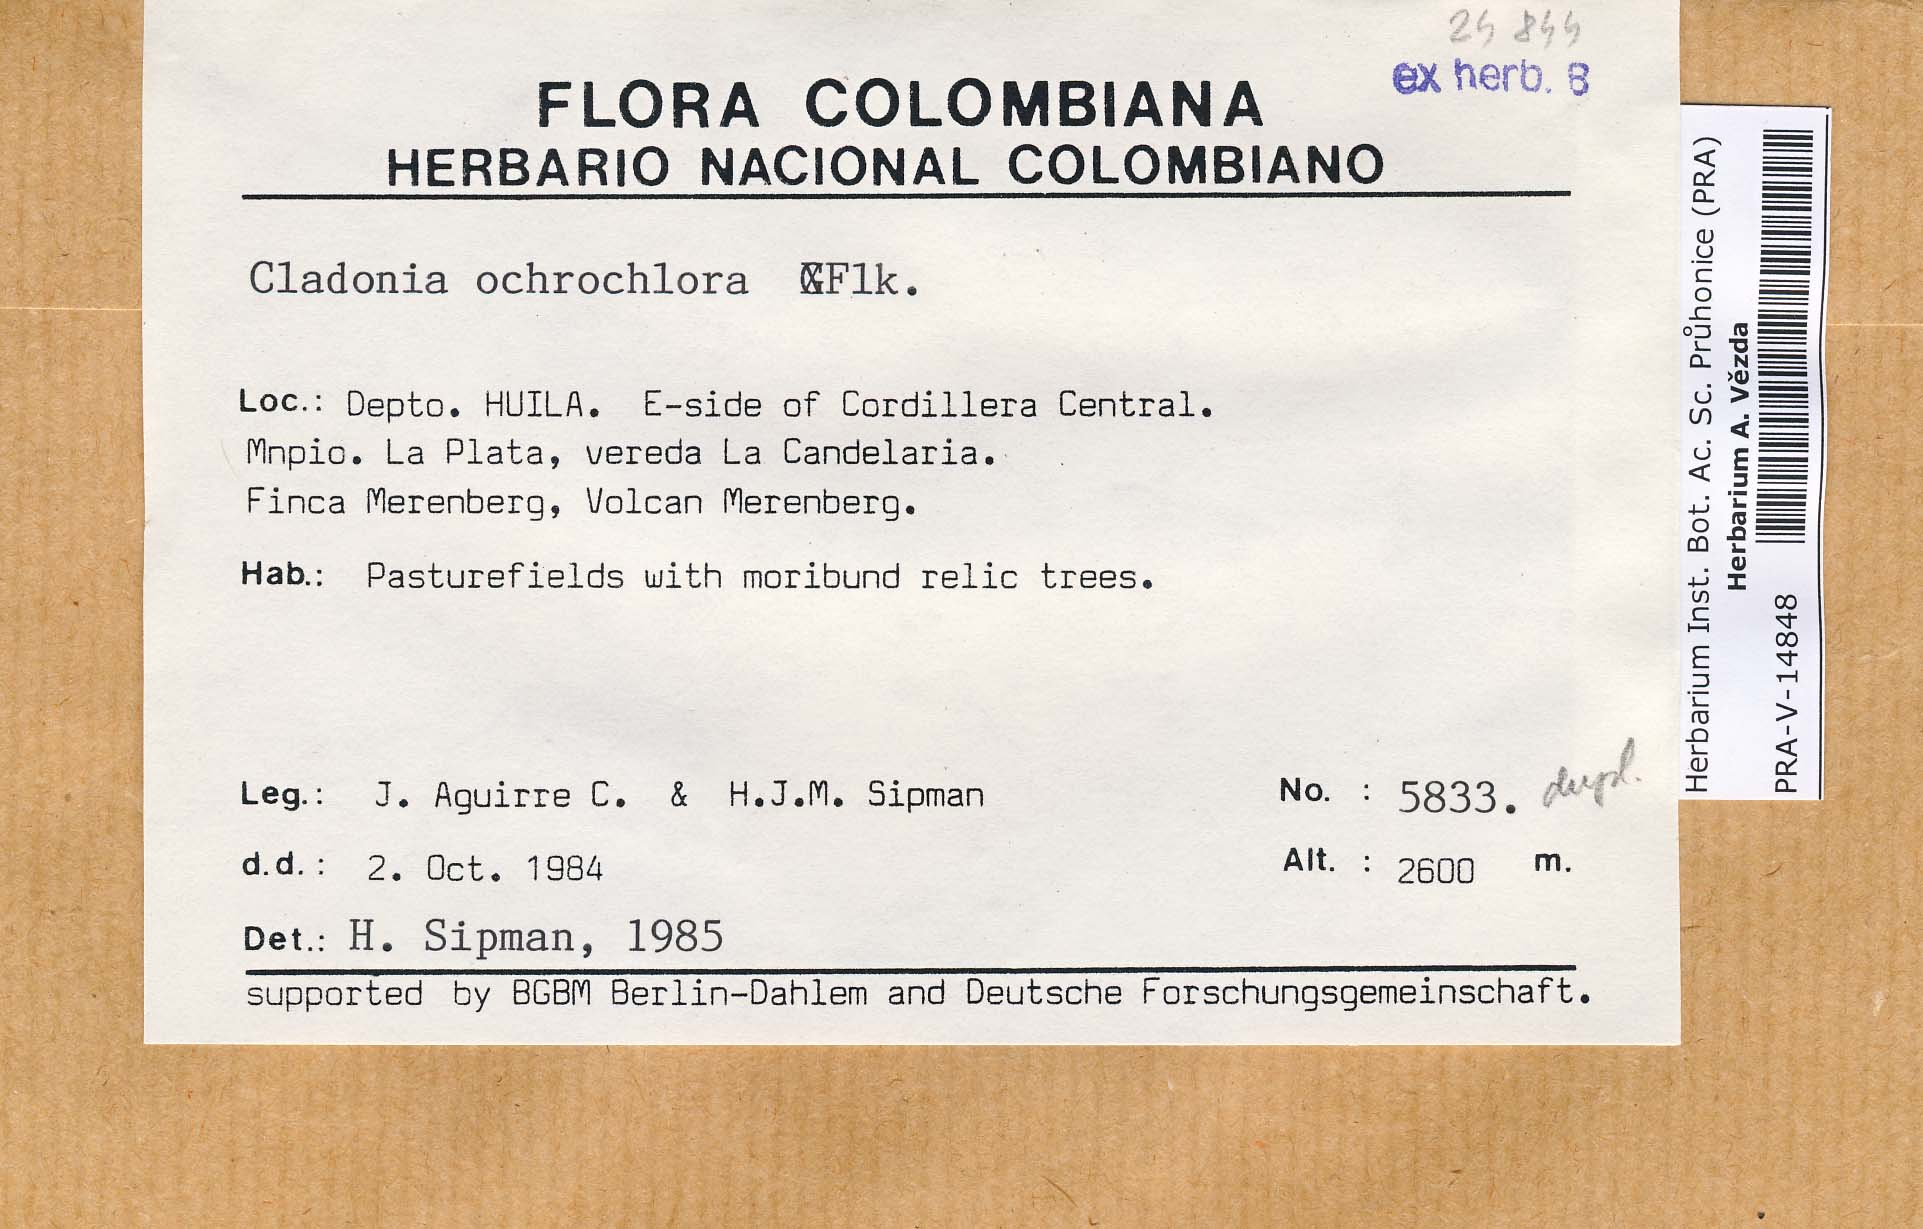 25 844
ex herb. B
FLORA COLOMBIANA
HERBARIO NACIONAL COLOMBIANO
Cladonia ochrochlora Flk.
Loc.: Depto. HUILA. E-side of Cordillera Central.
Mnpio. La Plata, vereda La Candelaria.
Finca Merenberg, Volcan Merenberg.
Hab.: Pasturefields with moribund relic trees.
Leg.: J. Aguirre C. & H.J.M. Sipman
No. : 5833. dupl.
d.d.: 2. Oct. 1984
Alt. : 2600 m.
Det.: H. Sipman, 1985
supported by BGBM Berlin-Dahlem and Deutsche Forschungsgemeinschaft.
Herbarium Inst. Bot. Ac. Sc. Průhonice (PRA)
Herbarium A. Vězda
PRA-V-14848